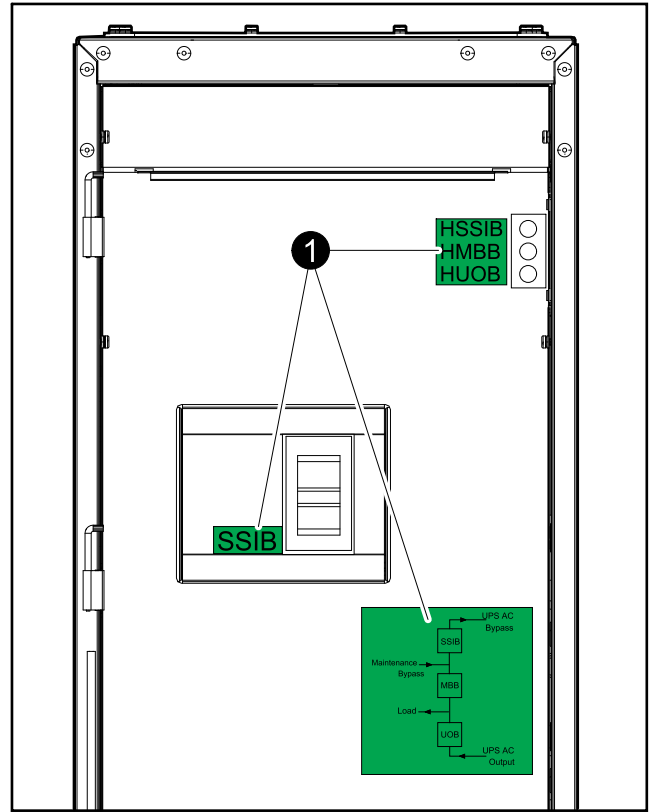 HSSIB
HMBB
HUOB
1
SSIB
UPS AC
Bypass
SSIB
Maintenance
Bypass
MBB
Load
UOB
UPS AC
Output